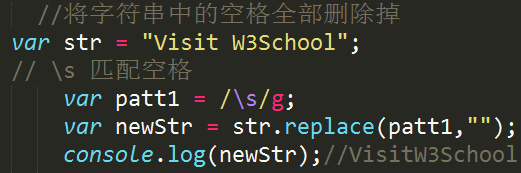 //将字符串中的空格全部删除掉
var str = "Visit W3School";
// \s 匹配空格
var patt1 = /\s/g;
var newStr = str.replace(patt1,"");
console.log(newStr);//VisitW3School